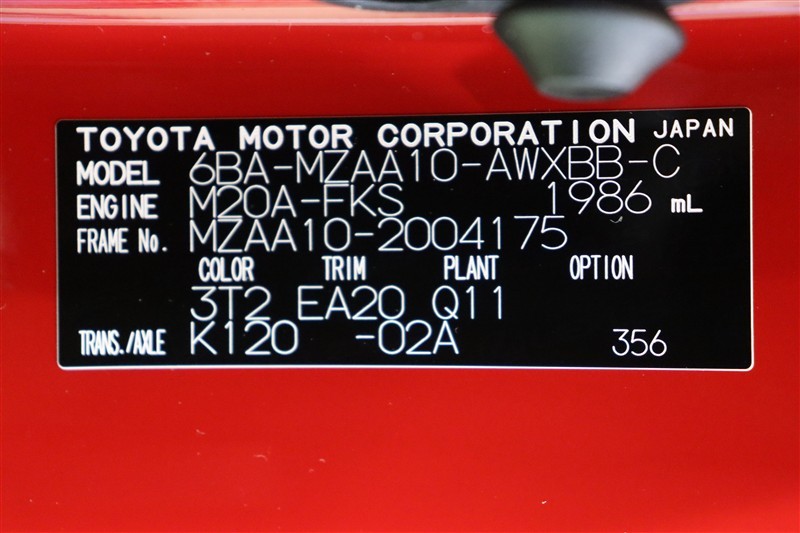 TOYOTA MOTOR CORPORATION JAPAN
MODEL 6BA-MZAA10-AWXBB-C
ENGINE M20A-FKS 1986 mL
FRAME No. MZAA10-2004175
COLOR TRIM PLANT OPTION
3T2 EA20 Q11
TRANS./AXLE K120 -02A 356